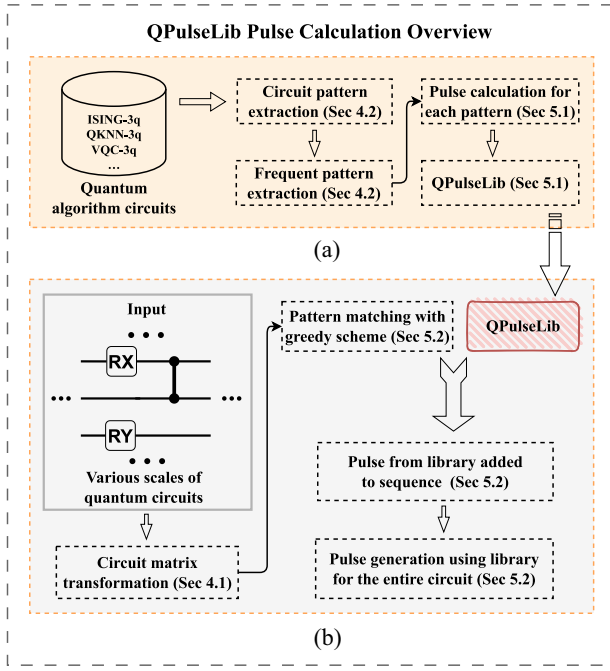 QPulseLib Pulse Calculation Overview
ISING-3q
QKNN-3q
VQC-3q
...
Quantum
algorithm circuits
Circuit pattern
extraction (Sec 4.2)
Frequent pattern
extraction (Sec 4.2)
Pulse calculation for
each pattern (Sec 5.1)
QPulseLib (Sec 5.1)
(a)
Input
• • •
RX
• • •
• • •
RY
• • •
Various scales of
quantum circuits
Circuit matrix
transformation (Sec 4.1)
Pattern matching with
greedy scheme (Sec 5.2)
QPulseLib
Pulse from library added
to sequence (Sec 5.2)
Pulse generation using library
for the entire circuit (Sec 5.2)
(b)